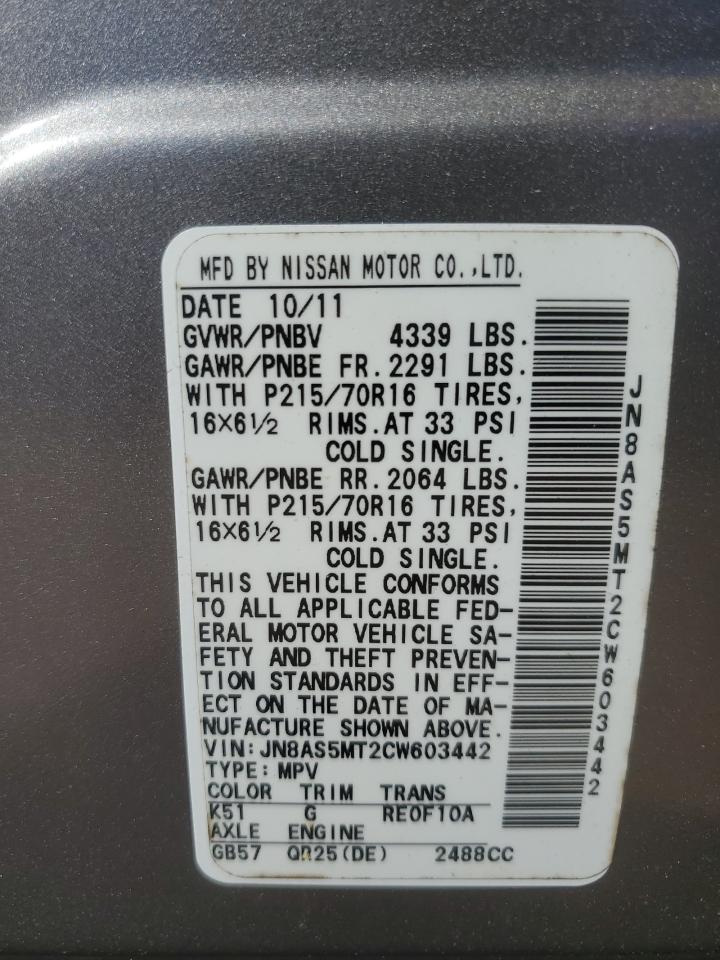 MFD BY NISSAN MOTOR CO.,LTD.
DATE 10/11
GVWR/PNBV 4339 LBS.
GAWR/PNBE FR.2291 LBS.
WITH P215/70R16 TIRES,
16×6½ RIMS.AT 33 PSI
COLD SINGLE.
GAWR/PNBE RR.2064 LBS.
WITH P215/70R16 TIRES,
16×6½ RIMS.AT 33 PSI
COLD SINGLE.
THIS VEHICLE CONFORMS
TO ALL APPLICABLE FED-
ERAL MOTOR VEHICLE SA-
FETY AND THEFT PREVEN-
TION STANDARDS IN EFF-
ECT ON THE DATE OF MA-
NUFACTURE SHOWN ABOVE.
VIN:JN8AS5MT2CW603442
TYPE:MPV
COLOR TRIM TRANS
K51 G RE0F10A
AXLE ENGINE
GB57 QR25(DE) 2488CC
JN8AS5MT2CW603442